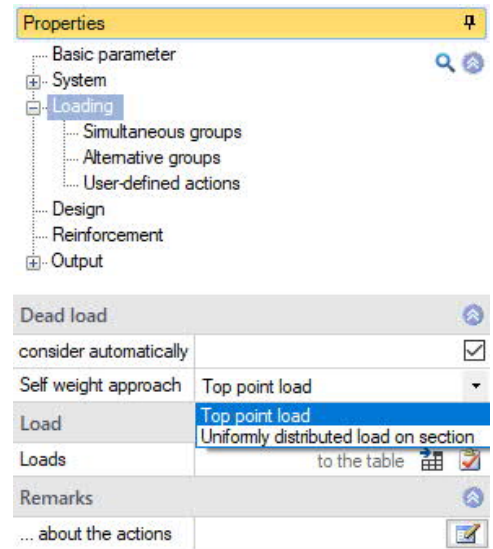 Properties
Basic parameter
System
Loading
Simultaneous groups
Alternative groups
User-defined actions
Design
Reinforcement
Output
Dead load
consider automatically
Self weight approach Top point load
Load Top point load
Uniformly distributed load on section
Loads to the table
Remarks
... about the actions